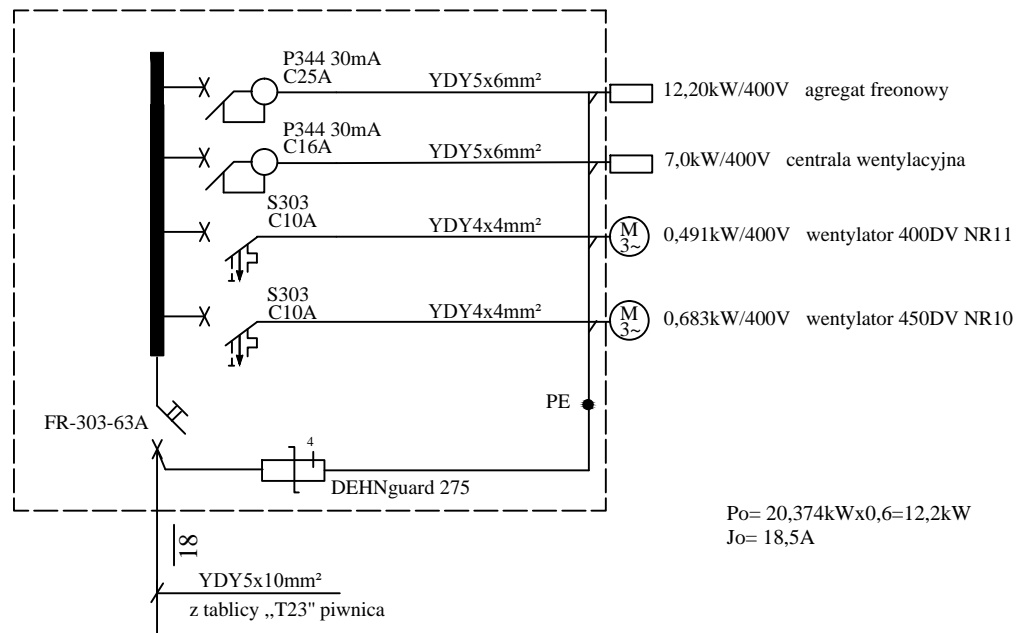 P344 30mA
C25A
YDY5x6mm²
12,20kW/400V agregat freonowy
P344 30mA
C16A
YDY5x6mm²
7,0kW/400V centrala wentylacyjna
S303
C10A
YDY4x4mm²
M
3~
0,491kW/400V wentylator 400DV NR11
S303
C10A
YDY4x4mm²
M
3~
0,683kW/400V wentylator 450DV NR10
PE
FR-303-63A
4
DEHNguard 275
Po= 20,374kWx0,6=12,2kW
Jo= 18,5A
18
YDY5x10mm²
z tablicy ,,T23" piwnica